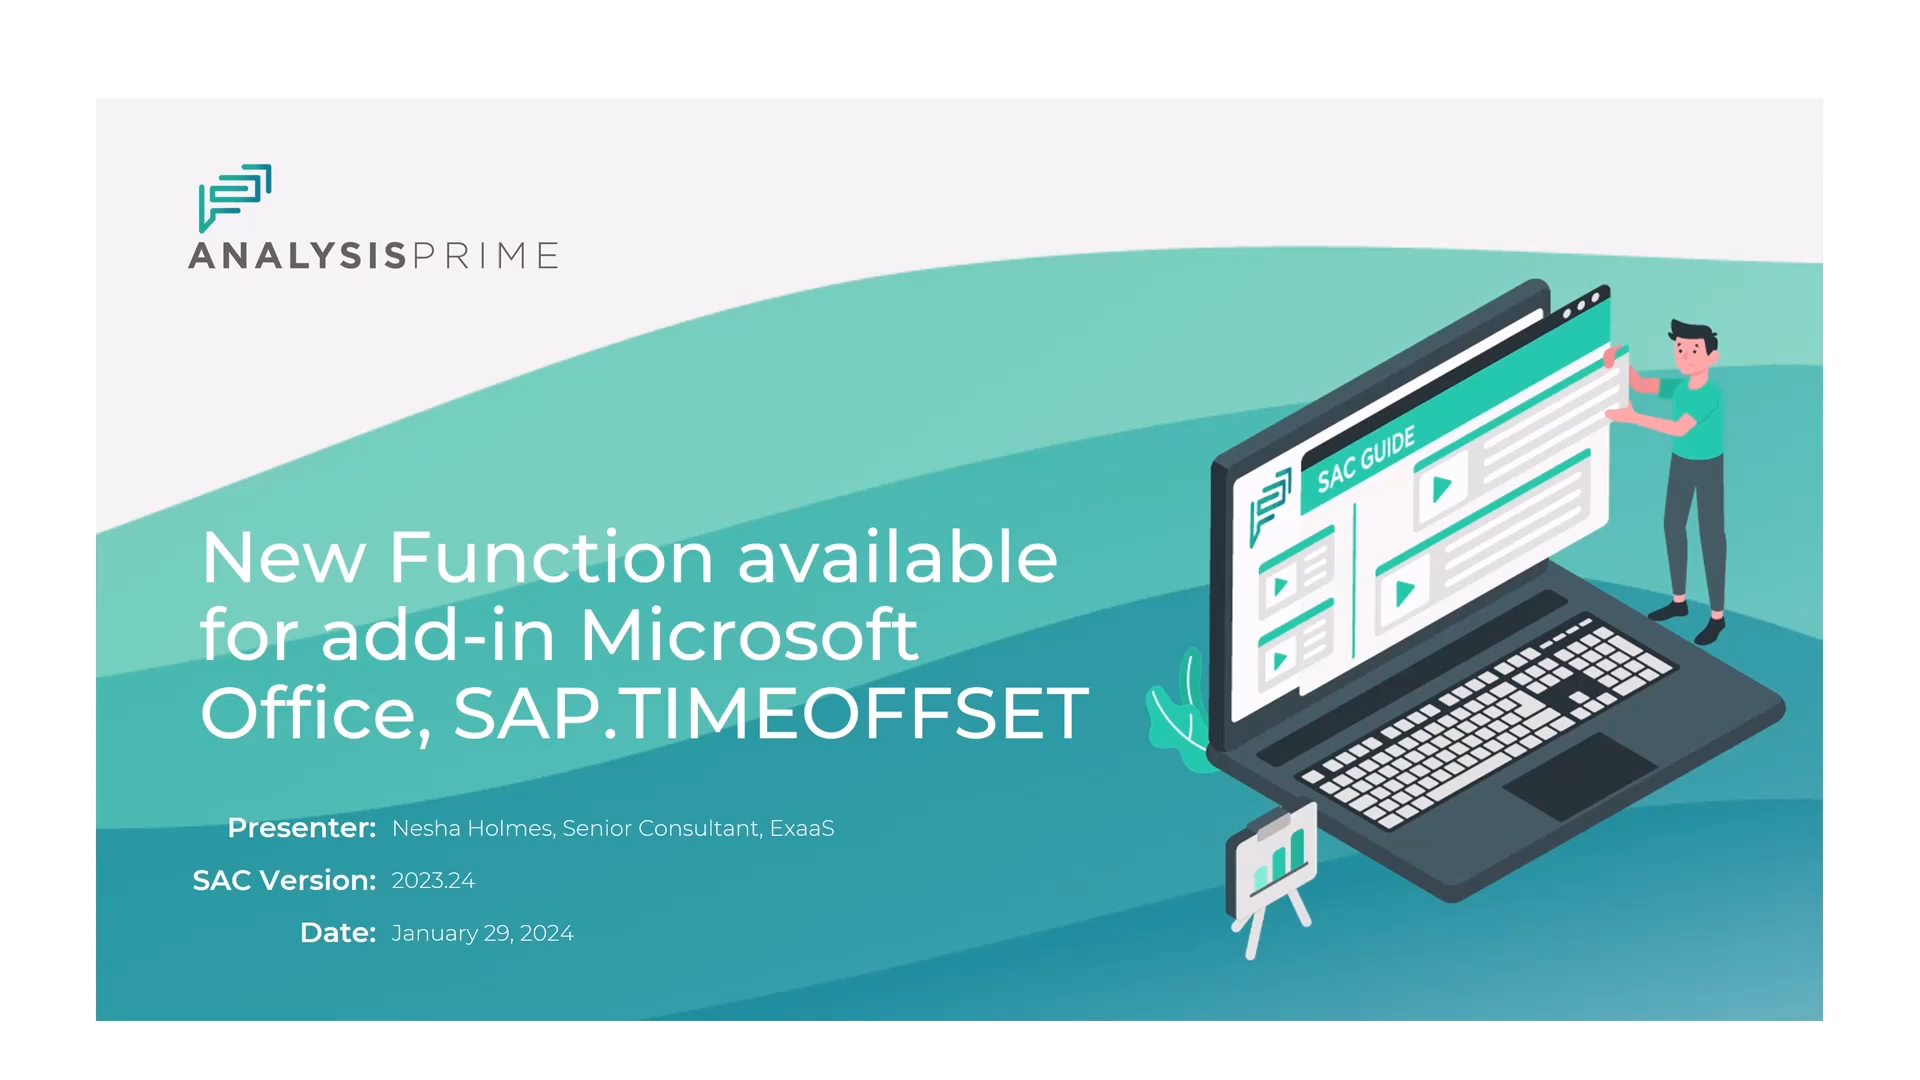 ANALYSISPRIME
SAC GUIDE
New Function available
for add-in Microsoft
Office, SAP.TIMEOFFSET
Presenter: Nesha Holmes, Senior Consultant, ExaaS
SAC Version: 2023.24
Date: January 29, 2024